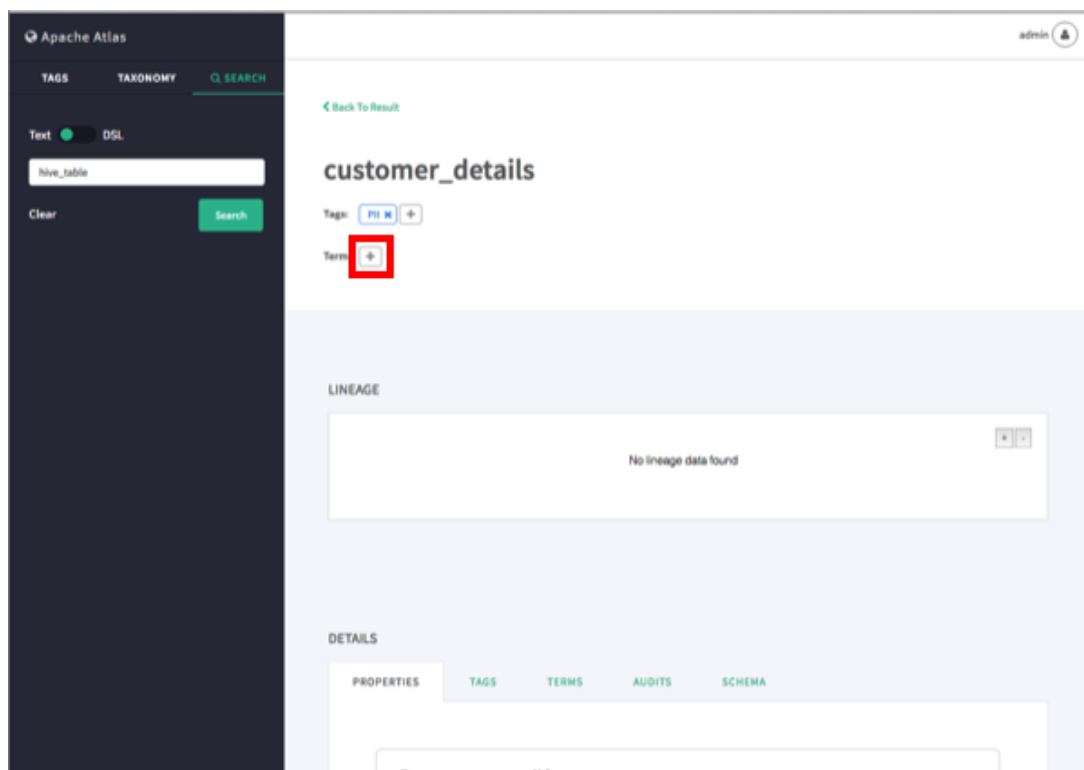 Apache Atlas
admin
TAGS TAXONOMY SEARCH
Back To Result
Text DSL
hive_table
customer_details
Clear Search
Tags: PII × +
Term +
LINEAGE
+ -
No lineage data found
DETAILS
PROPERTIES TAGS TERMS AUDITS SCHEMA